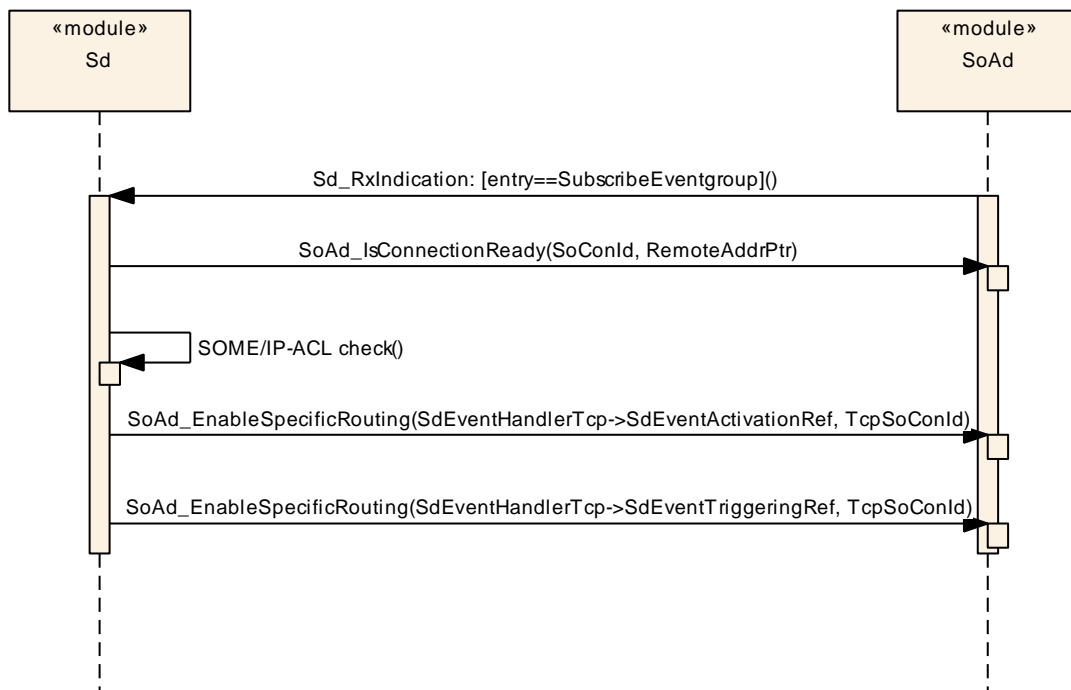 «module»
Sd
«module»
SoAd
Sd_RxIndication: [entry==SubscribeEventgroup]()
SoAd_IsConnectionReady(SoConId, RemoteAddrPtr)
SOME/IP-ACL check()
SoAd_EnableSpecificRouting(SdEventHandlerTcp->SdEventActivationRef, TcpSoConId)
SoAd_EnableSpecificRouting(SdEventHandlerTcp->SdEventTriggeringRef, TcpSoConId)